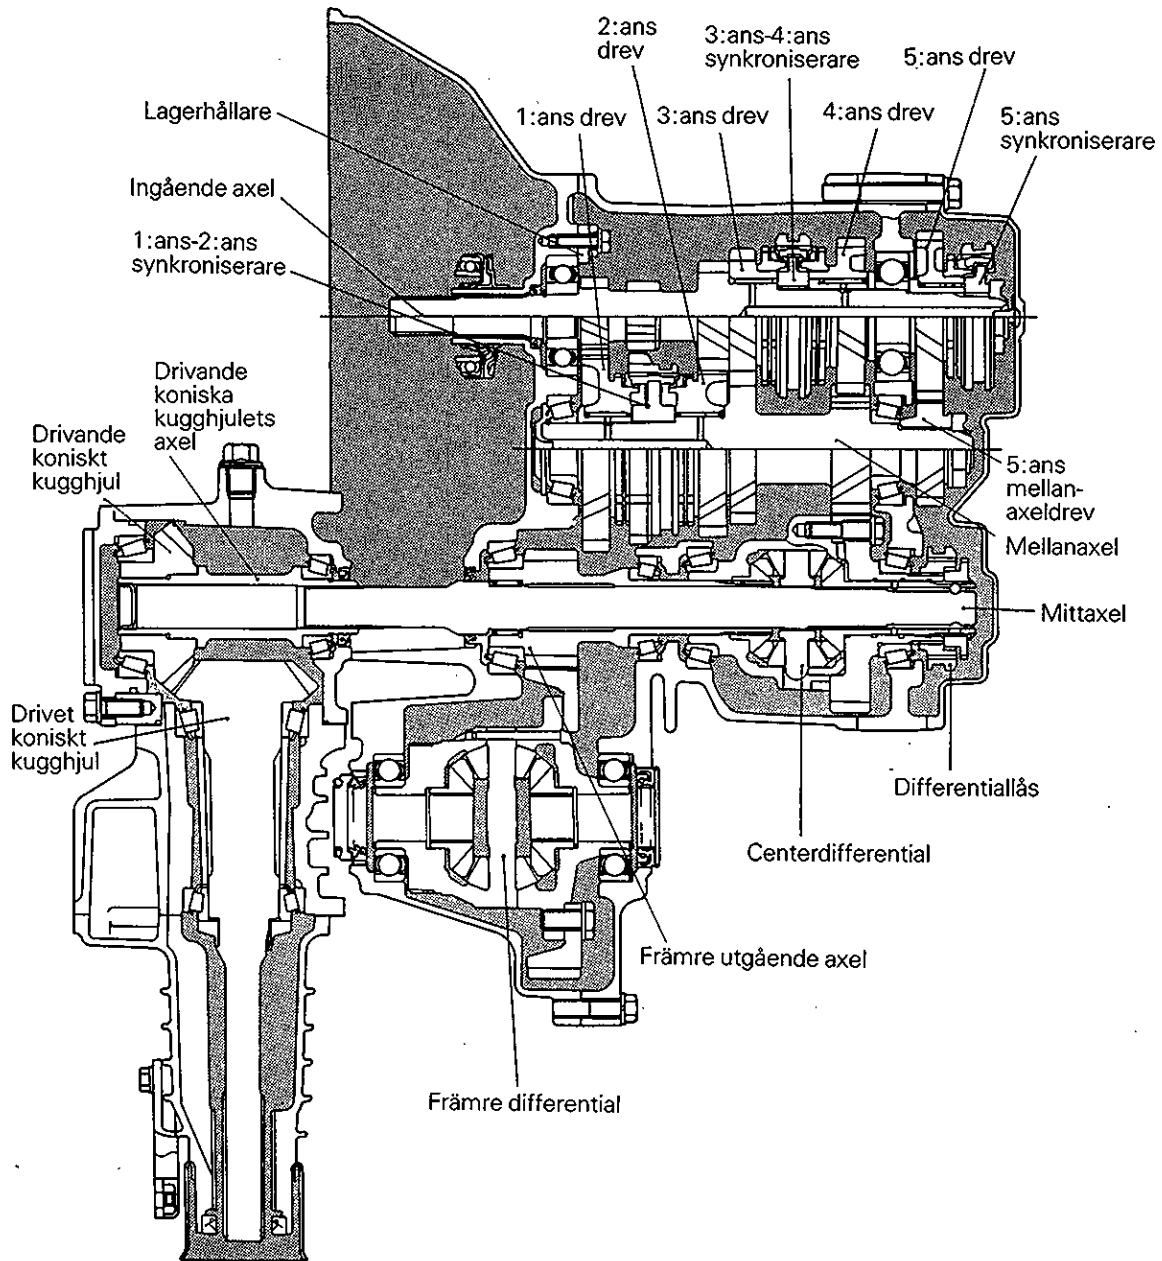 2:ans
drev
3:ans-4:ans
synkroniserare
5:ans drev
Lagerhållare
1:ans drev
3:ans drev
4:ans drev
5:ans
synkroniserare
Ingående axel
1:ans-2:ans
synkroniserare
Drivande
koniska
kugghjulets
axel
Drivande
koniskt
kugghjul
5:ans
mellan-
axeldrev
Mellanaxel
Mittaxel
Drivet
koniskt
kugghjul
Differentiallås
Centerdifferential
Främre utgående axel
Främre differential